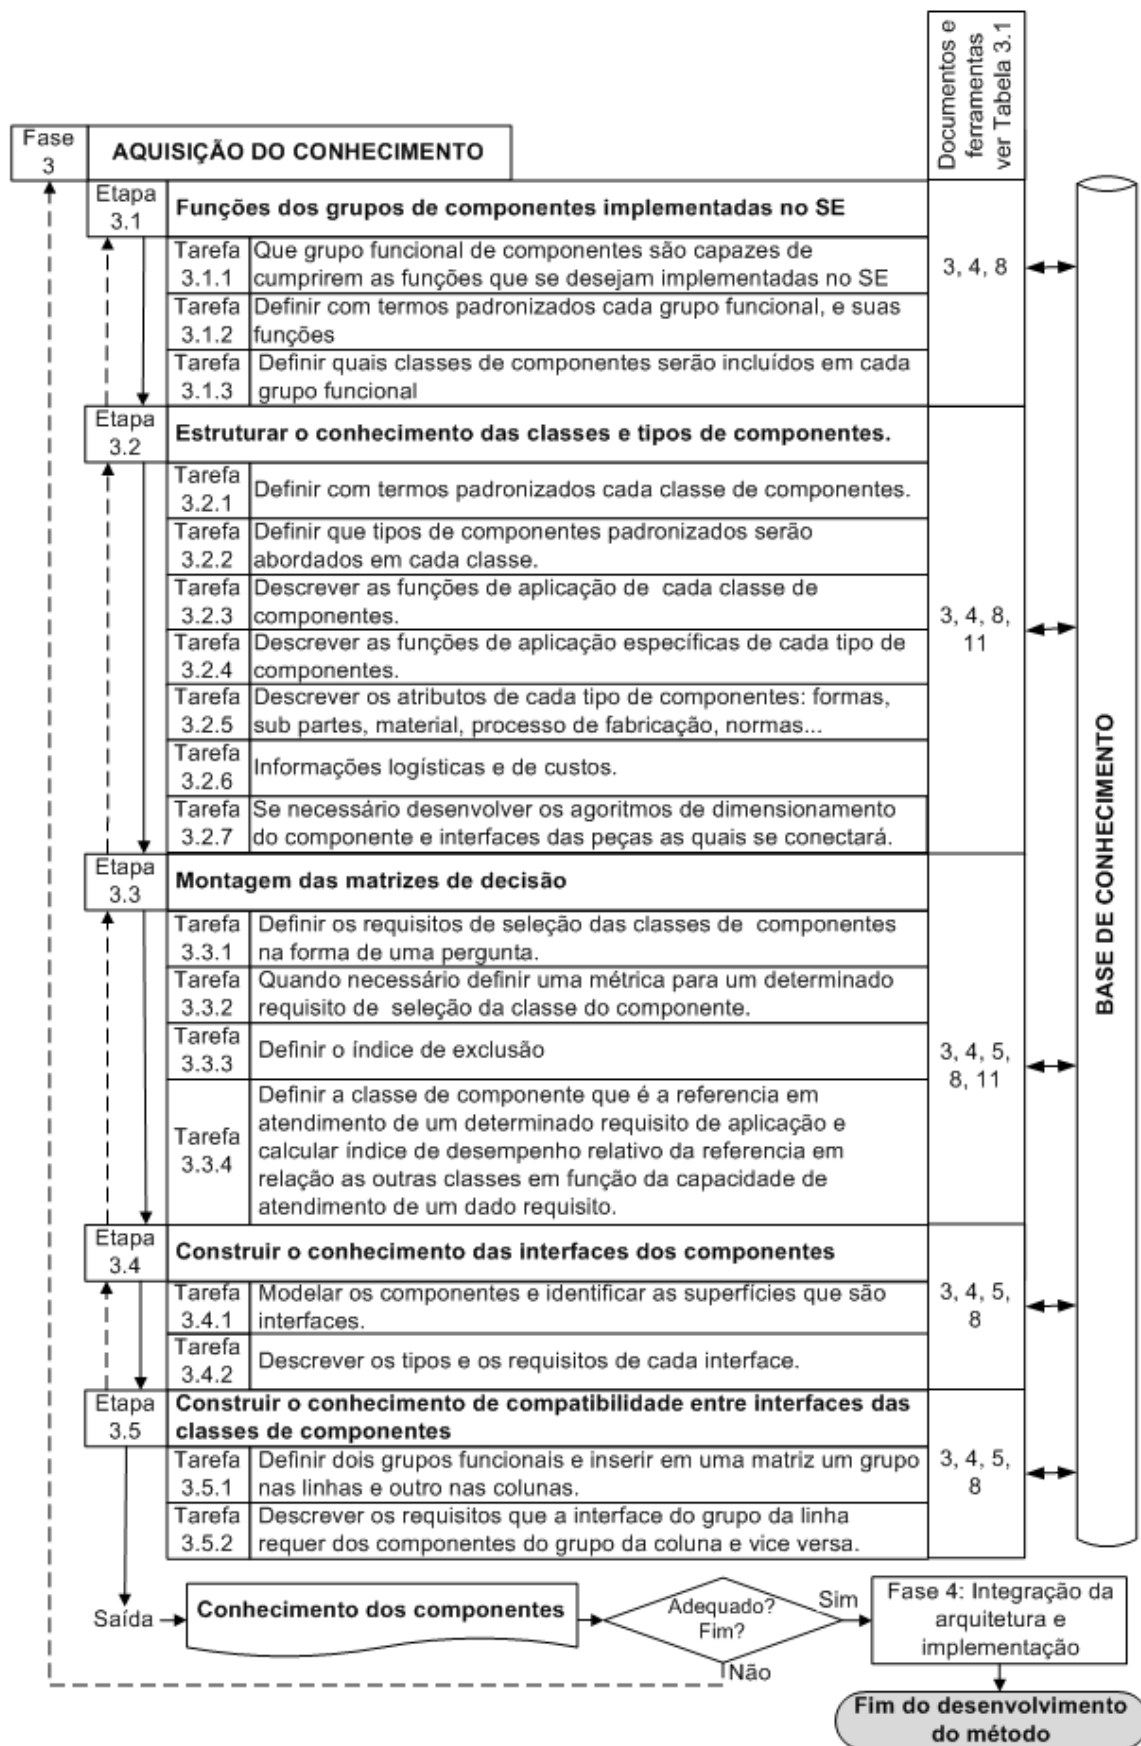 Documentos e
ferramentas
ver Tabela 3.1
Fase
3
AQUISIÇÃO DO CONHECIMENTO
Etapa
3.1
Funções dos grupos de componentes implementadas no SE
Tarefa
3.1.1
Que grupo funcional de componentes são capazes de
cumprirem as funções que se desejam implementadas no SE
3, 4, 8
Tarefa
3.1.2
Definir com termos padronizados cada grupo funcional, e suas
funções
Tarefa
3.1.3
Definir quais classes de componentes serão incluídos em cada
grupo funcional
Etapa
3.2
Estruturar o conhecimento das classes e tipos de componentes.
Tarefa
3.2.1
Definir com termos padronizados cada classe de componentes.
Tarefa
3.2.2
Definir que tipos de componentes padronizados serão
abordados em cada classe.
Tarefa
3.2.3
Descrever as funções de aplicação de cada classe de
componentes.
3, 4, 8,
11
Tarefa
3.2.4
Descrever as funções de aplicação específicas de cada tipo de
componentes.
Tarefa
3.2.5
Descrever os atributos de cada tipo de componentes: formas,
sub partes, material, processo de fabricação, normas...
Tarefa
3.2.6
Informações logísticas e de custos.
Tarefa
3.2.7
Se necessário desenvolver os agoritmos de dimensionamento
do componente e interfaces das peças as quais se conectará.
BASE DE CONHECIMENTO
Etapa
3.3
Montagem das matrizes de decisão
Tarefa
3.3.1
Definir os requisitos de seleção das classes de componentes
na forma de uma pergunta.
Tarefa
3.3.2
Quando necessário definir uma métrica para um determinado
requisito de seleção da classe do componente.
Tarefa
3.3.3
Definir o índice de exclusão
3, 4, 5,
8, 11
Tarefa
3.3.4
Definir a classe de componente que é a referencia em
atendimento de um determinado requisito de aplicação e
calcular índice de desempenho relativo da referencia em
relação as outras classes em função da capacidade de
atendimento de um dado requisito.
Etapa
3.4
Construir o conhecimento das interfaces dos componentes
Tarefa
3.4.1
Modelar os componentes e identificar as superfícies que são
interfaces.
3, 4, 5,
8
Tarefa
3.4.2
Descrever os tipos e os requisitos de cada interface.
Etapa
3.5
Construir o conhecimento de compatibilidade entre interfaces das
classes de componentes
Tarefa
3.5.1
Definir dois grupos funcionais e inserir em uma matriz um grupo
nas linhas e outro nas colunas.
3, 4, 5,
8
Tarefa
3.5.2
Descrever os requisitos que a interface do grupo da linha
requer dos componentes do grupo da coluna e vice versa.
Saída
Conhecimento dos componentes
Adequado?
Fim?
Sim
Não
Fase 4: Integração da
arquitetura e
implementação
Fim do desenvolvimento
do método